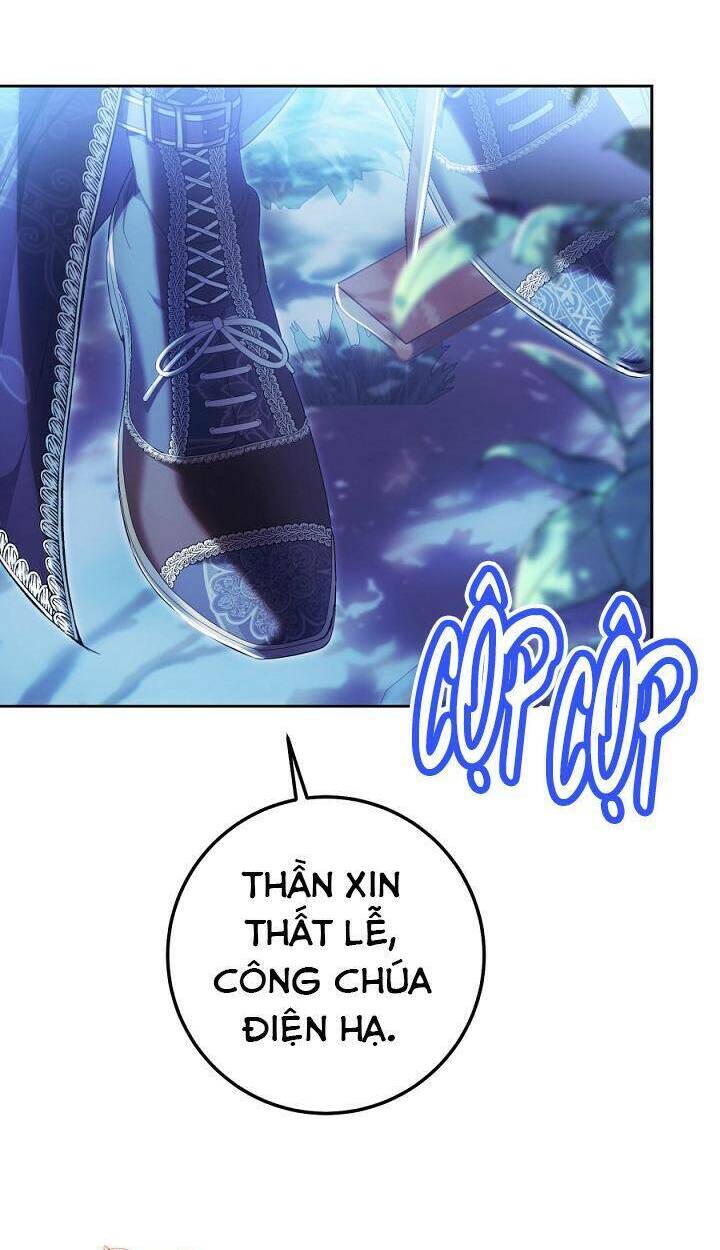 CỘP CỘP
THẦN XIN
THẤT LỄ,
CÔNG CHÚA
ĐIỆN HẠ.